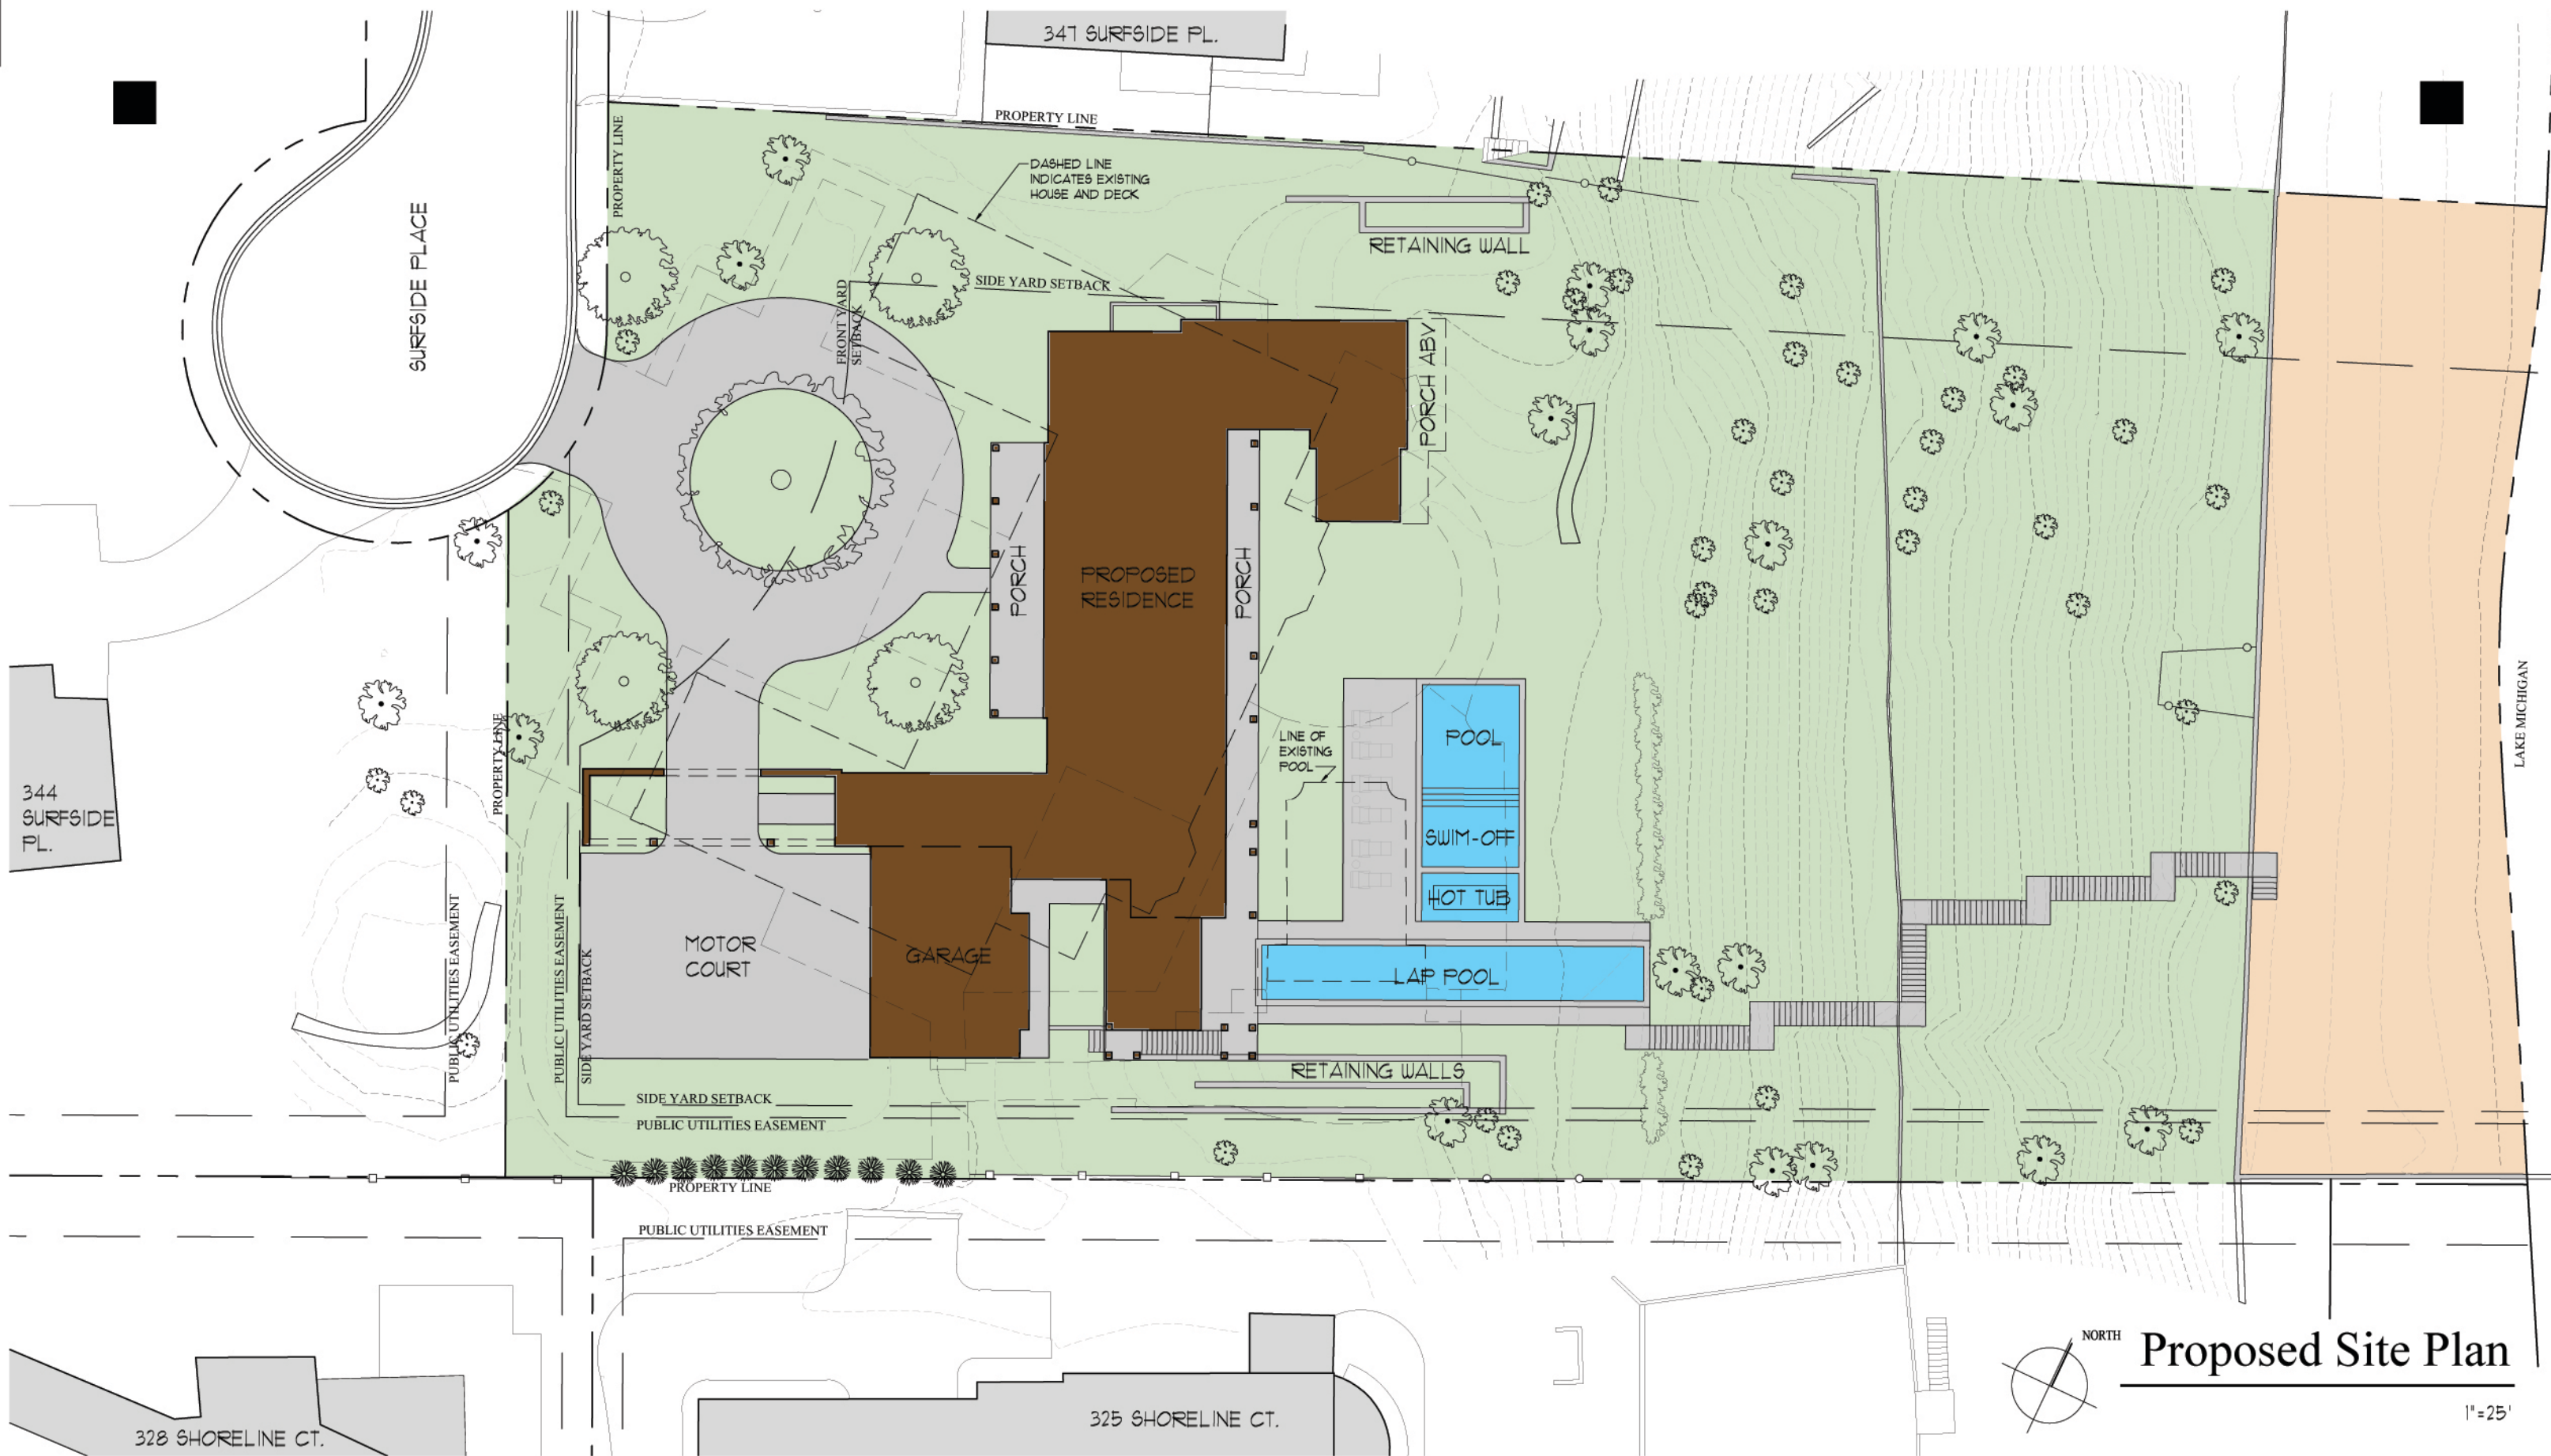 347 SURFSIDE PL.
PROPERTY LINE
PROPERTY LINE
DASHED LINE
INDICATES EXISTING
HOUSE AND DECK
SURFSIDE PLACE
RETAINING WALL
SIDE YARD SETBACK
FRONT YARD
SETBACK
PORCH ABV
PORCH
PROPOSED
RESIDENCE
PORCH
LINE OF
EXISTING
POOL
POOL
SWIM-OFF
HOT TUB
LAP POOL
LAKE MICHIGAN
PROPERTY LINE
344
SURFSIDE
PL.
PUBLIC UTILITIES EASEMENT
PUBLIC UTILITIES EASEMENT
SIDE YARD SETBACK
MOTOR
COURT
GARAGE
RETAINING WALLS
SIDE YARD SETBACK
PUBLIC UTILITIES EASEMENT
PROPERTY LINE
PUBLIC UTILITIES EASEMENT
328 SHORELINE CT.
325 SHORELINE CT.
NORTH
Proposed Site Plan
1"=25'